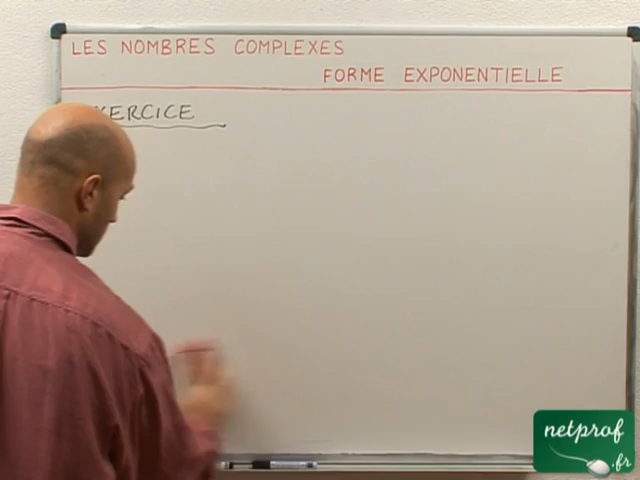 LES NOMBRES COMPLEXES
FORME EXPONENTIELLE
XERCICE
netprof
.fr